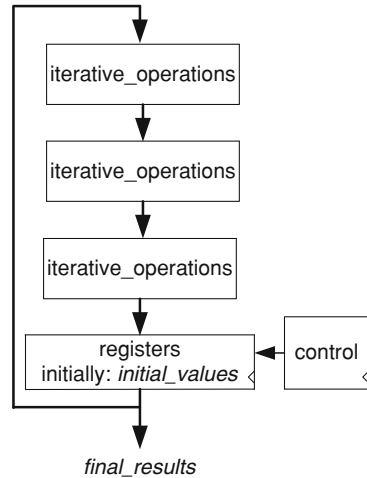 iterative_operations
iterative_operations
iterative_operations
registers
initially: initial_values
control
final_results